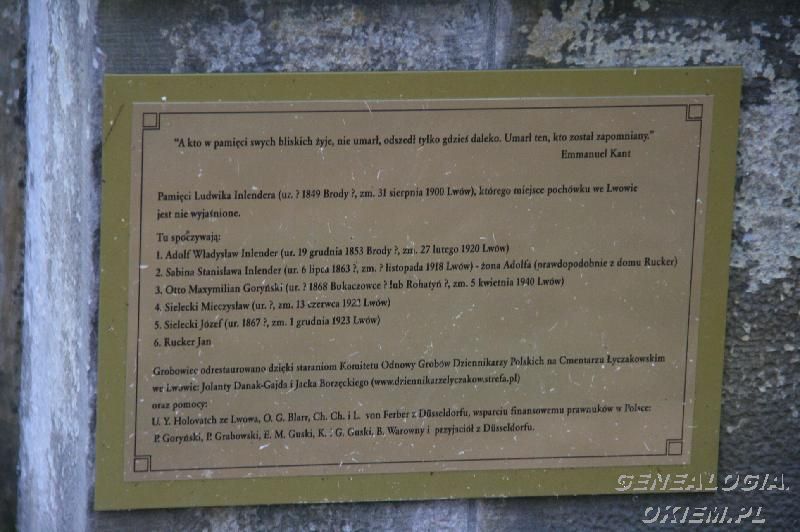 "A kto w pamięci swych bliskich żyje, nie umarł, odszedł tylko gdzieś daleko. Umarł ten, kto został zapomniany."
Emmanuel Kant
Pamięci Ludwika Inlendera (ur. ? 1849 Brody ?, zm. 31 sierpnia 1900 Lwów), którego miejsce pochówku we Lwowie
jest nie wyjaśnione.
Tu spoczywają:
1. Adolf Władysław Inlender (ur. 19 grudnia 1853 Brody ?, zm. 27 lutego 1920 Lwów)
2. Sabina Stanisława Inlender (ur. 6 lipca 1863 ?, zm. ? listopada 1918 Lwów) - żona Adolfa (prawdopodobnie z domu Rucker)
3. Otto Maxymilian Goryński (ur. ? 1868 Bukaczowce ? lub Rohatyń ?, zm. 5 kwietnia 1940 Lwów)
4. Sielecki Mieczysław (ur. ?, zm. 13 czerwca 1922 Lwów)
5. Sielecki Józef (ur. 1867 ?, zm. 1 grudnia 1923 Lwów)
6. Rucker Jan
Grobowiec odrestaurowano dzięki staraniom Komitetu Odnowy Grobów Dziennikarzy Polskich na Cmentarzu Łyczakowskim
we Lwowie: Jolanty Danak-Gajda i Jacka Borzęckiego (www.dziennikarzelyczakow.strefa.pl)
oraz pomocy:
U. Y. Holovatch ze Lwowa, O. G. Blarr, Ch. Ch. i L. von Ferber z Düsseldorfu, wsparciu finansowemu prawnuków w Polsce:
P. Goryński, P. Grabowski, E. M. Guski, K. i G. Guski, B. Warowny i przyjaciół z Düsseldorfu.
GENEALOGIA.
OKIEM.PL